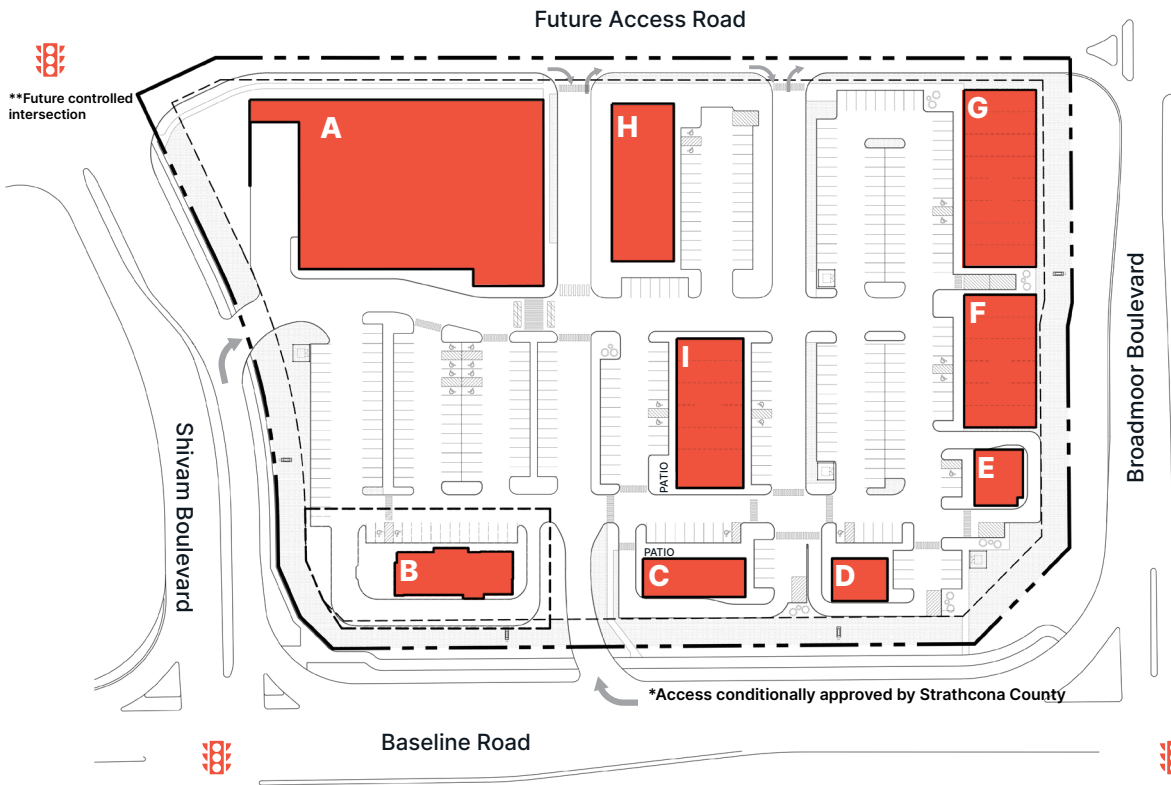 Future Access Road
**Future controlled
intersection
A
H
G
F
I
E
Shivam Boulevard
Broadmoor Boulevard
PATIO
PATIO
B
C
D
*Access conditionally approved by Strathcona County
Baseline Road